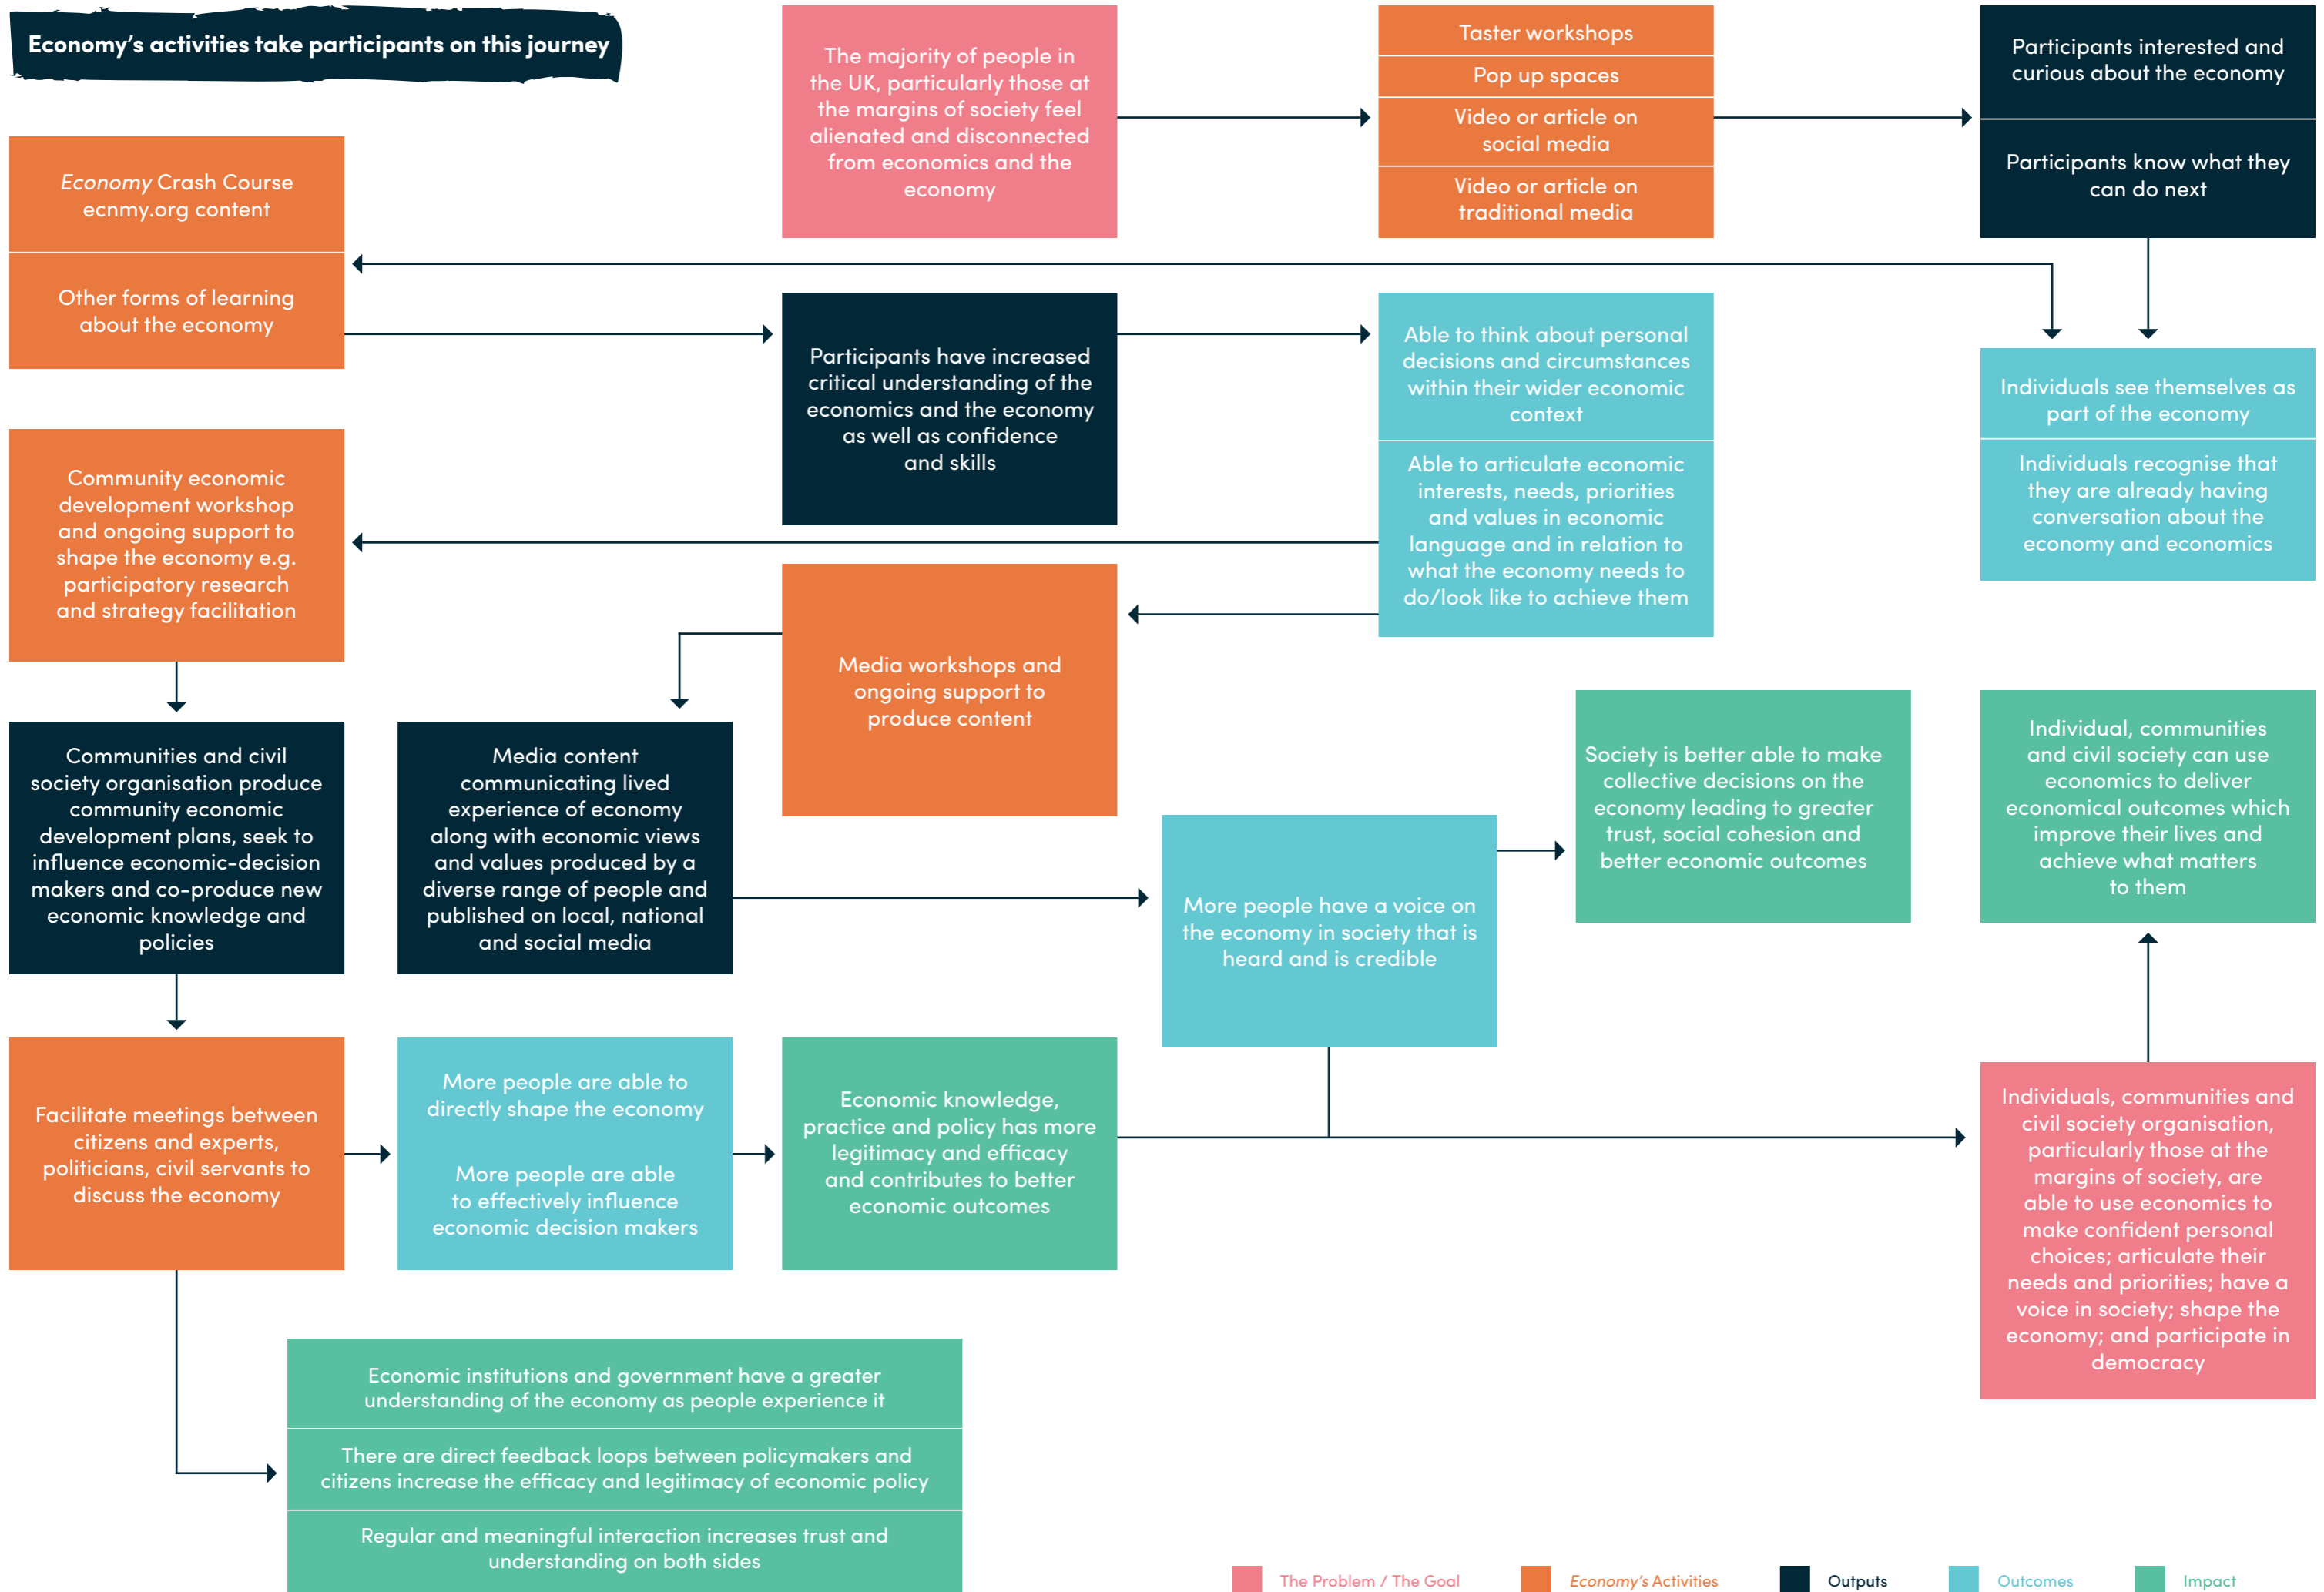 Economy's activities take participants on this journey
The majority of people in
the UK, particularly those at
the margins of society feel
alienated and disconnected
from economics and the
economy
Taster workshops
Pop up spaces
Video or article on
social media
Video or article on
traditional media
Participants interested and
curious about the economy
Participants know what they
can do next
Economy Crash Course
ecnmy.org content
Other forms of learning
about the economy
Participants have increased
critical understanding of the
economics and the economy
as well as confidence
and skills
Able to think about personal
decisions and circumstances
within their wider economic
context
Able to articulate economic
interests, needs, priorities
and values in economic
language and in relation to
what the economy needs to
do/look like to achieve them
Individuals see themselves as
part of the economy
Individuals recognise that
they are already having
conversation about the
economy and economics
Community economic
development workshop
and ongoing support to
shape the economy e.g.
participatory research
and strategy facilitation
Media workshops and
ongoing support to
produce content
Communities and civil
society organisation produce
community economic
development plans, seek to
influence economic-decision
makers and co-produce new
economic knowledge and
policies
Media content
communicating lived
experience of economy
along with economic views
and values produced by a
diverse range of people and
published on local, national
and social media
More people have a voice on
the economy in society that is
heard and is credible
Society is better able to make
collective decisions on the
economy leading to greater
trust, social cohesion and
better economic outcomes
Individual, communities
and civil society can use
economics to deliver
economical outcomes which
improve their lives and
achieve what matters
to them
Facilitate meetings between
citizens and experts,
politicians, civil servants to
discuss the economy
More people are able to
directly shape the economy
More people are able
to effectively influence
economic decision makers
Economic knowledge,
practice and policy has more
legitimacy and efficacy
and contributes to better
economic outcomes
Individuals, communities and
civil society organisation,
particularly those at the
margins of society, are
able to use economics to
make confident personal
choices; articulate their
needs and priorities; have a
voice in society; shape the
economy; and participate in
democracy
Economic institutions and government have a greater
understanding of the economy as people experience it
There are direct feedback loops between policymakers and
citizens increase the efficacy and legitimacy of economic policy
Regular and meaningful interaction increases trust and
understanding on both sides
The Problem / The Goal
Economy's Activities
Outputs
Outcomes
Impact